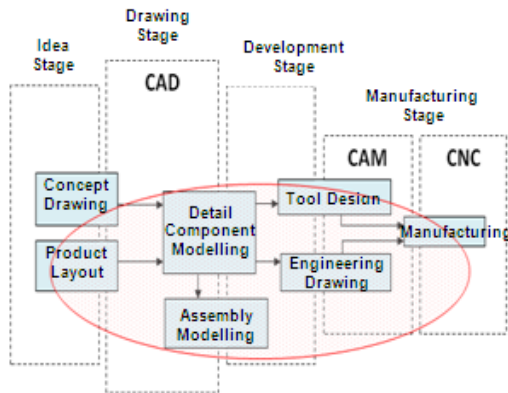 Drawing
Stage
Idea
Stage
Development
Stage
Manufacturing
Stage
CAD
CAM
CNC
Concept
Drawing
Product
Layout
Detail
Component
Modelling
Assembly
Modelling
Tool Design
Engineering
Drawing
Manufacturing